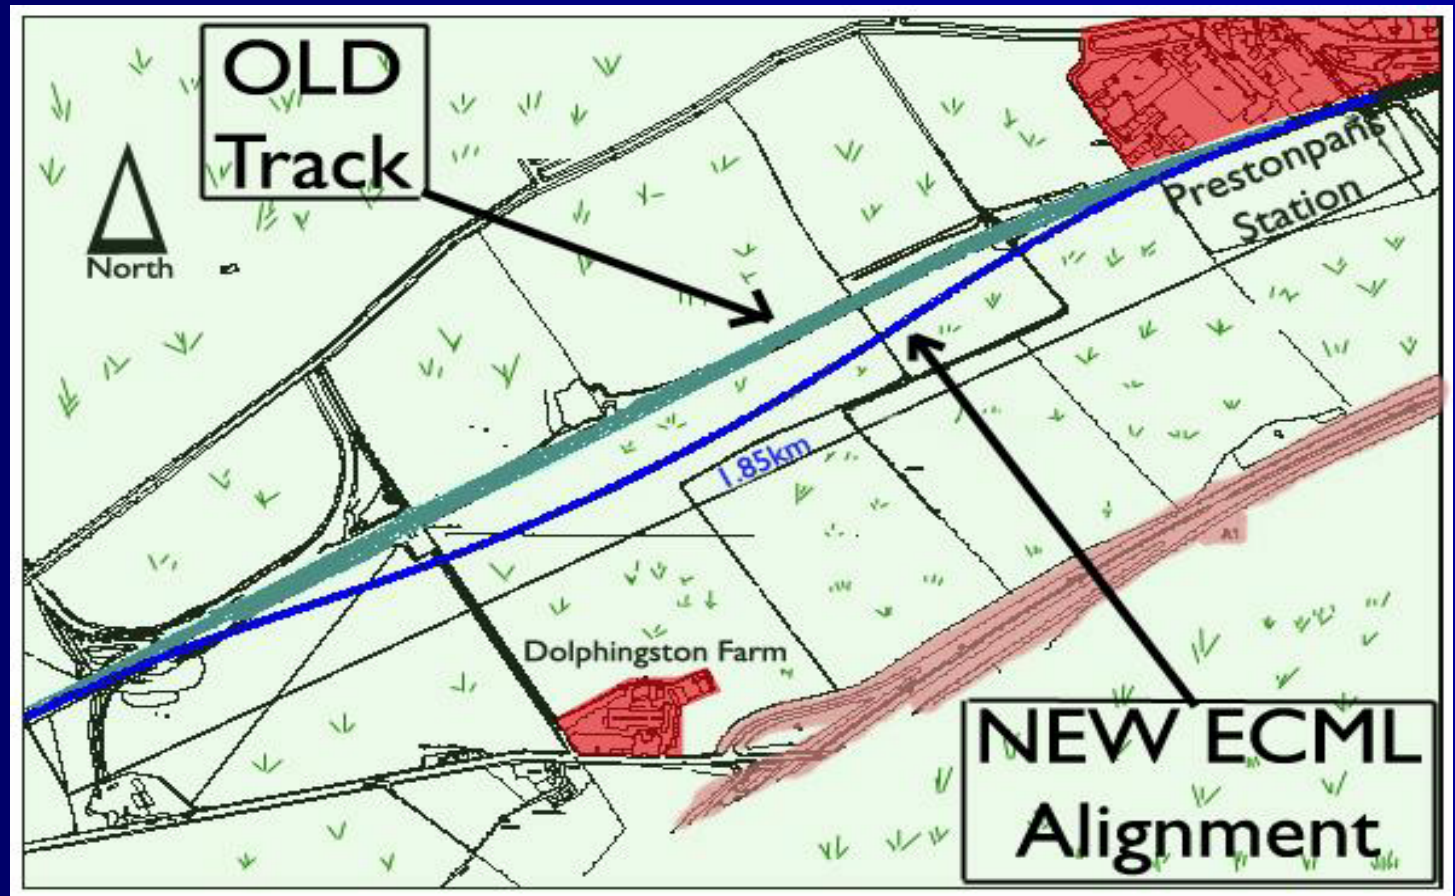 OLD
Track
North
Prestonpans
Station
1.85km
A1
Dolphingston Farm
NEW ECML
Alignment